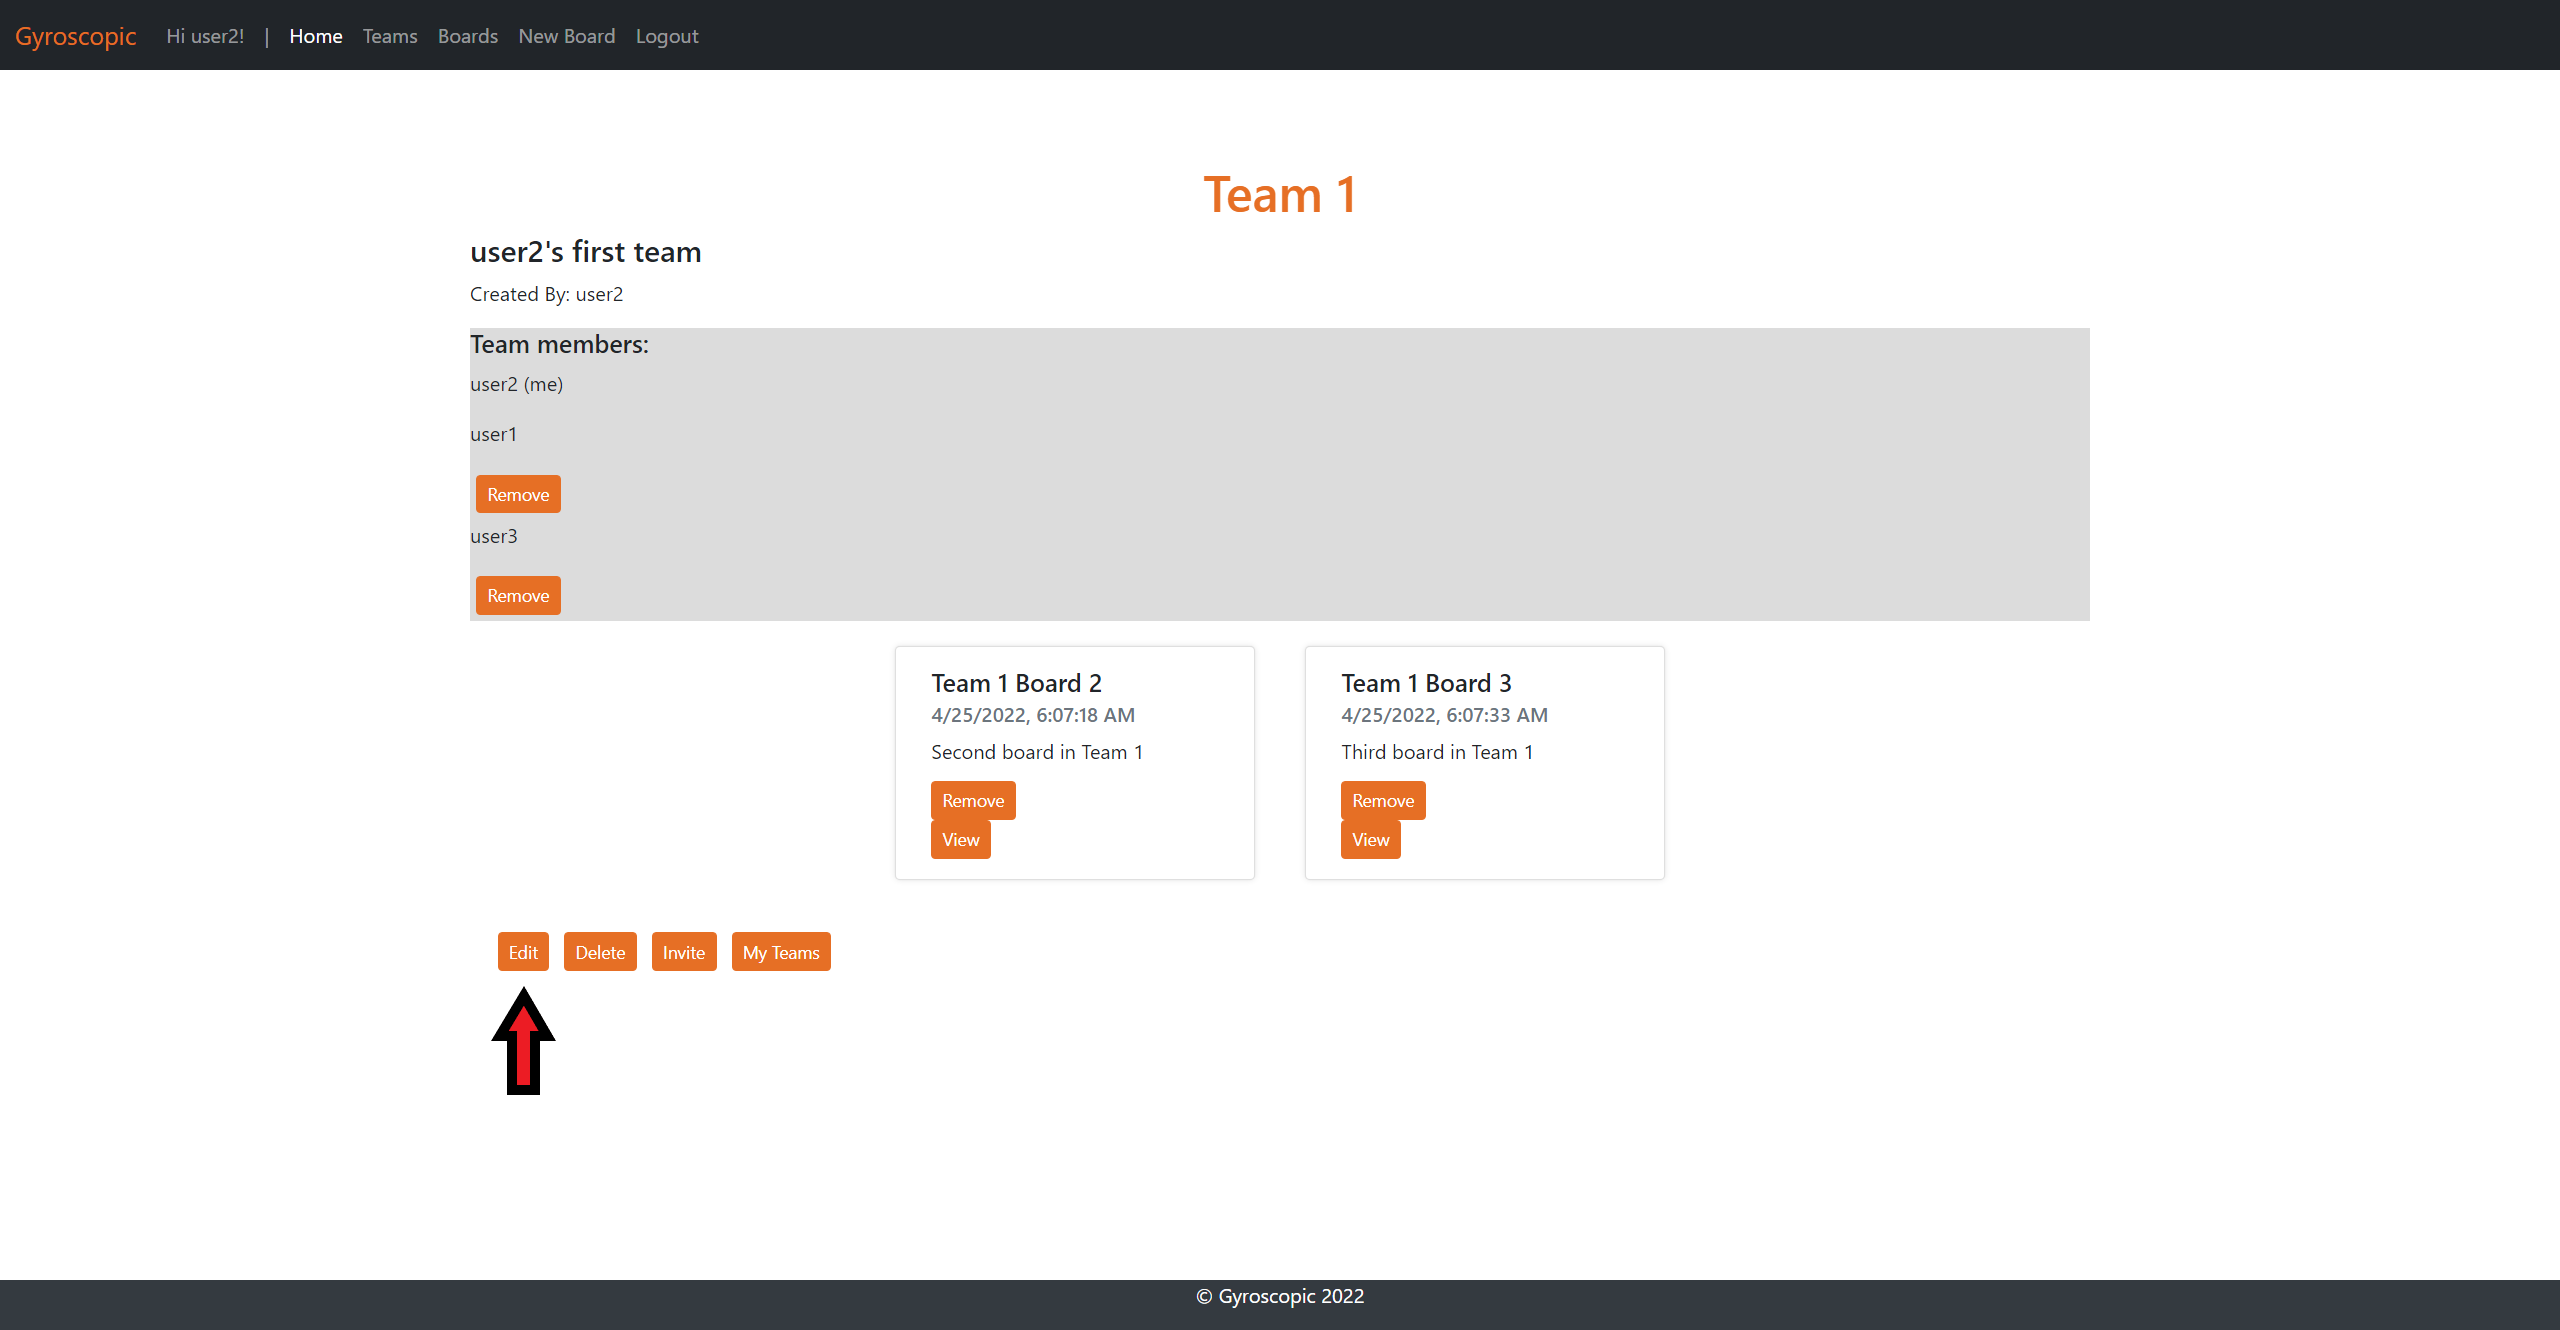 Gyroscopic Hi user2! | Home Teams Boards New Board Logout
Team 1
user2's first team
Created By: user2
Team members:
user2 (me)
user1
Remove
user3
Remove
Team 1 Board 2
4/25/2022, 6:07:18 AM
Second board in Team 1
Remove
View
Team 1 Board 3
4/25/2022, 6:07:33 AM
Third board in Team 1
Remove
View
Edit Delete Invite My Teams
© Gyroscopic 2022